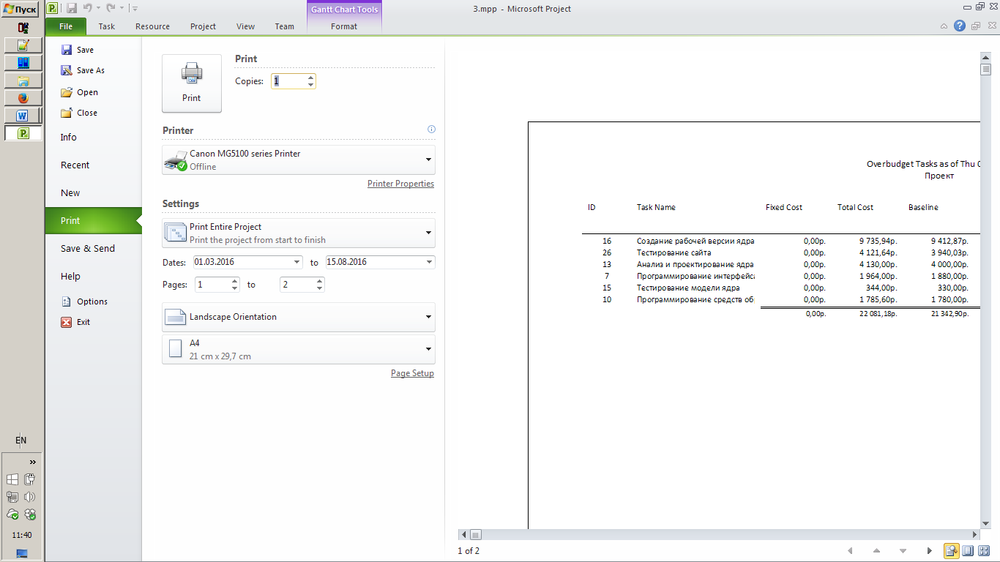 Пуск
Gantt Chart Tools
3.mpp - Microsoft Project
File Task Resource Project View Team Format
Save
Save As
Open
Close
Info
Recent
New
Print
Save & Send
Help
Options
Exit
Print
Print
Copies: 1
Printer
Canon MG5100 series Printer
Offline
Printer Properties
Settings
Print Entire Project
Print the project from start to finish
Dates: 01.03.2016 to 15.08.2016
Pages: 1 to 2
Landscape Orientation
A4
21 cm x 29,7 cm
Page Setup
Overbudget Tasks as of Thu
Проект
ID Task Name Fixed Cost Total Cost Baseline
16 Создание рабочей версии ядра 0,00р. 9 735,94р. 9 412,87р.
26 Тестирование сайта 0,00р. 4 121,64р. 3 940,03р.
13 Анализ и проектирование ядра 0,00р. 4 130,00р. 4 000,00р.
7 Программирование интерфейса 0,00р. 1 964,00р. 1 880,00р.
15 Тестирование модели ядра 0,00р. 344,00р. 330,00р.
10 Программирование средств об 0,00р. 1 785,60р. 1 780,00р.
0,00р. 22 081,18р. 21 342,90р.
1 of 2
EN
11:40